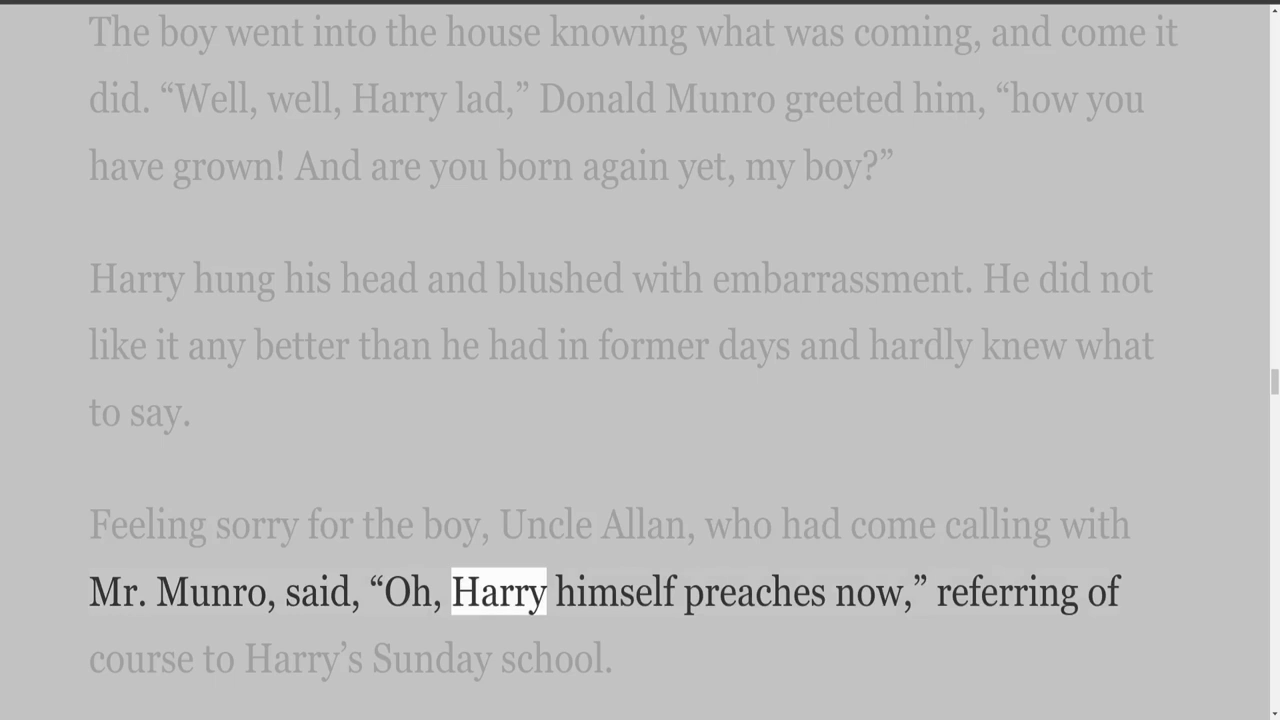 The boy went into the house knowing what was coming, and come it
did. “Well, well, Harry lad,” Donald Munro greeted him, “how you
have grown! And are you born again yet, my boy?”
Harry hung his head and blushed with embarrassment. He did not
like it any better than he had in former days and hardly knew what
to say.
Feeling sorry for the boy, Uncle Allan, who had come calling with
Mr. Munro, said, “Oh, Harry himself preaches now,” referring of
course to Harry’s Sunday school.